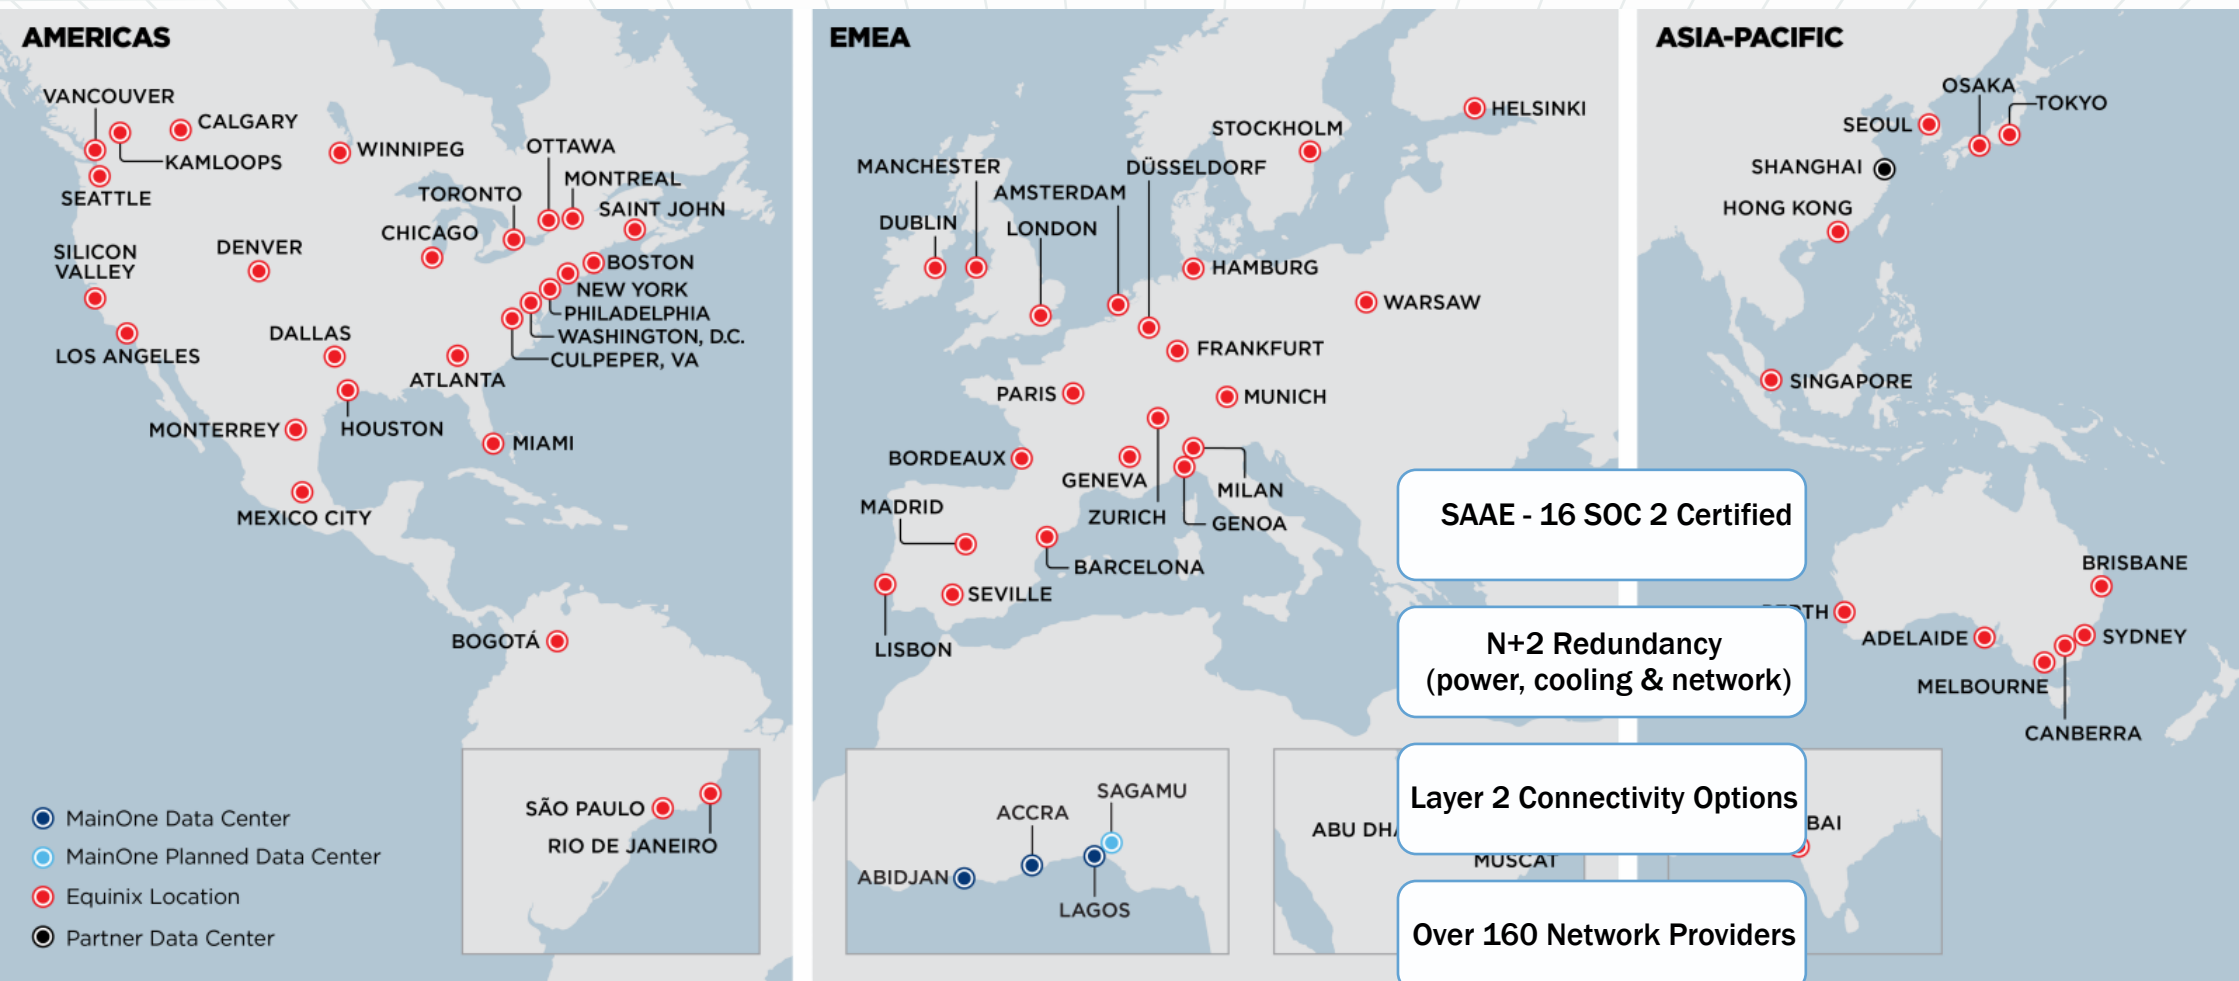 AMERICAS
VANCOUVER
CALGARY
KAMLOOPS
SEATTLE
WINNIPEG
OTTAWA
MONTREAL
TORONTO
SAINT JOHN
CHICAGO
DENVER
SILICON
VALLEY
BOSTON
NEW YORK
PHILADELPHIA
WASHINGTON, D.C.
CULPEPER, VA
LOS ANGELES
DALLAS
ATLANTA
HOUSTON
MONTERREY
MIAMI
MEXICO CITY
BOGOTÁ
SÃO PAULO
RIO DE JANEIRO
MainOne Data Center
MainOne Planned Data Center
Equinix Location
Partner Data Center
EMEA
HELSINKI
STOCKHOLM
MANCHESTER
DÜSSELDORF
AMSTERDAM
DUBLIN
LONDON
HAMBURG
WARSAW
FRANKFURT
PARIS
MUNICH
BORDEAUX
GENEVA
MILAN
MADRID
ZURICH
GENOA
BARCELONA
SEVILLE
LISBON
SAGAMU
ACCRA
ABIDJAN
LAGOS
ABU
MUSCAT
ASIA-PACIFIC
OSAKA
TOKYO
SEOUL
SHANGHAI
HONG KONG
SINGAPORE
BRISBANE
ADELAIDE
SYDNEY
MELBOURNE
CANBERRA
SAAE - 16 SOC 2 Certified
N+2 Redundancy
(power, cooling & network)
Layer 2 Connectivity Options
Over 160 Network Providers